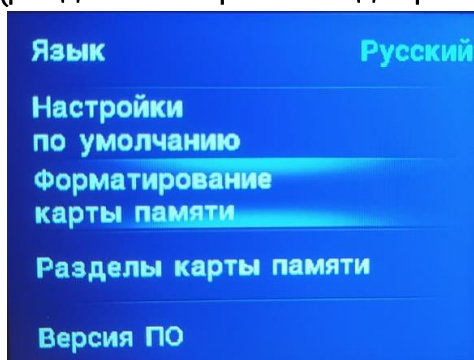 Язык Русский
Настройки
по умолчанию
Форматирование
карты памяти
Разделы карты памяти
Версия ПО